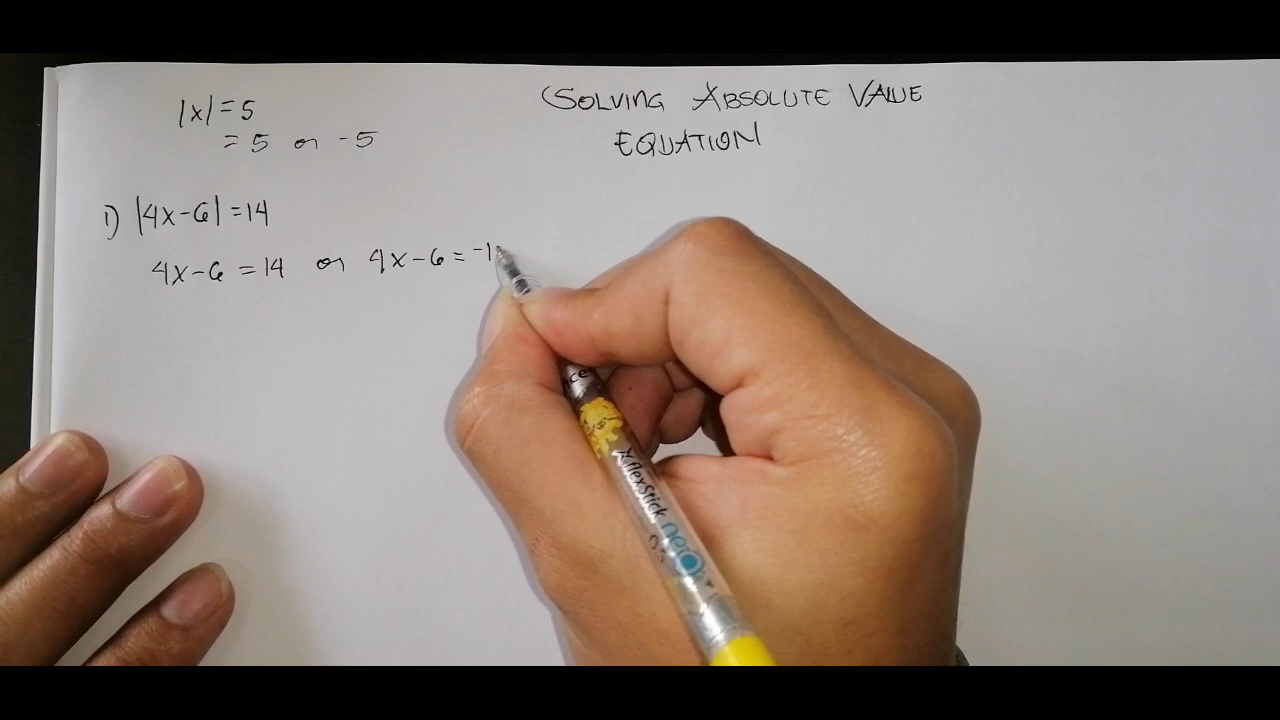 |x| = 5
= 5 or -5
SOLVING ABSOLUTE VALUE
EQUATION
1) |4x-6| = 14
4x-6 = 14 or 4x-6 = -1
flexstick